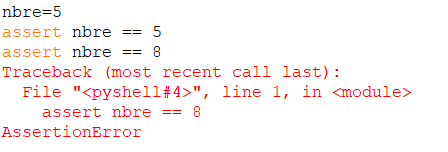 nbre=5
assert nbre == 5
assert nbre == 8
Traceback (most recent call last):
  File "<pyshell#4>", line 1, in <module>
    assert nbre == 8
AssertionError